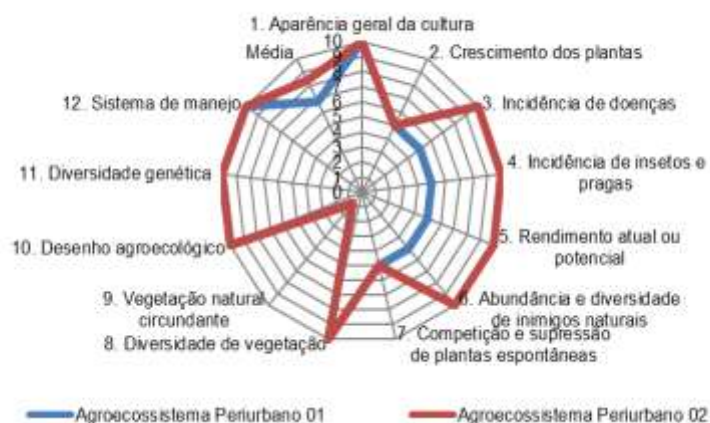 1. Aparência geral da cultura
Média
2. Crescimento dos plantas
12. Sistema de manejo
3. Incidência de doenças
11. Diversidade genética
4. Incidência de insetos e
pragas
10. Desenho agroecológico
5. Rendimento atual ou
potencial
9. Vegetação natural
circundante
6. Abundância e diversidade
de inimigos naturais
8. Diversidade de vegetação
7. Competição e supressão
de plantas espontâneas
10
9
8
7
6
5
4
3
2
1
0
Agroecossistema Periurbano 01
Agroecossistema Periurbano 02